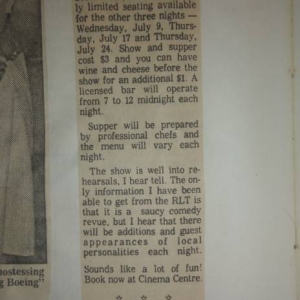 ly limited seating available
for the other three nights —
Wednesday, July 9, Thurs-
day, July 17 and Thursday,
July 24. Show and supper
cost $3 and you can have
wine and cheese before the
show for an additional $1. A
licensed bar will operate
from 7 to 12 midnight each
night.
Supper will be prepared
by professional chefs and
the menu will vary each
night.
The show is well into re-
hearsals, I hear tell. The on-
ly information I have been
able to get from the RLT is
that it is a saucy comedy
revue, but I hear that there
will be additions and guest
appearances of local
personalities each night.
Sounds like a lot of fun!
Book now at Cinema Centre.
* * *
ostessing
g Boeing"